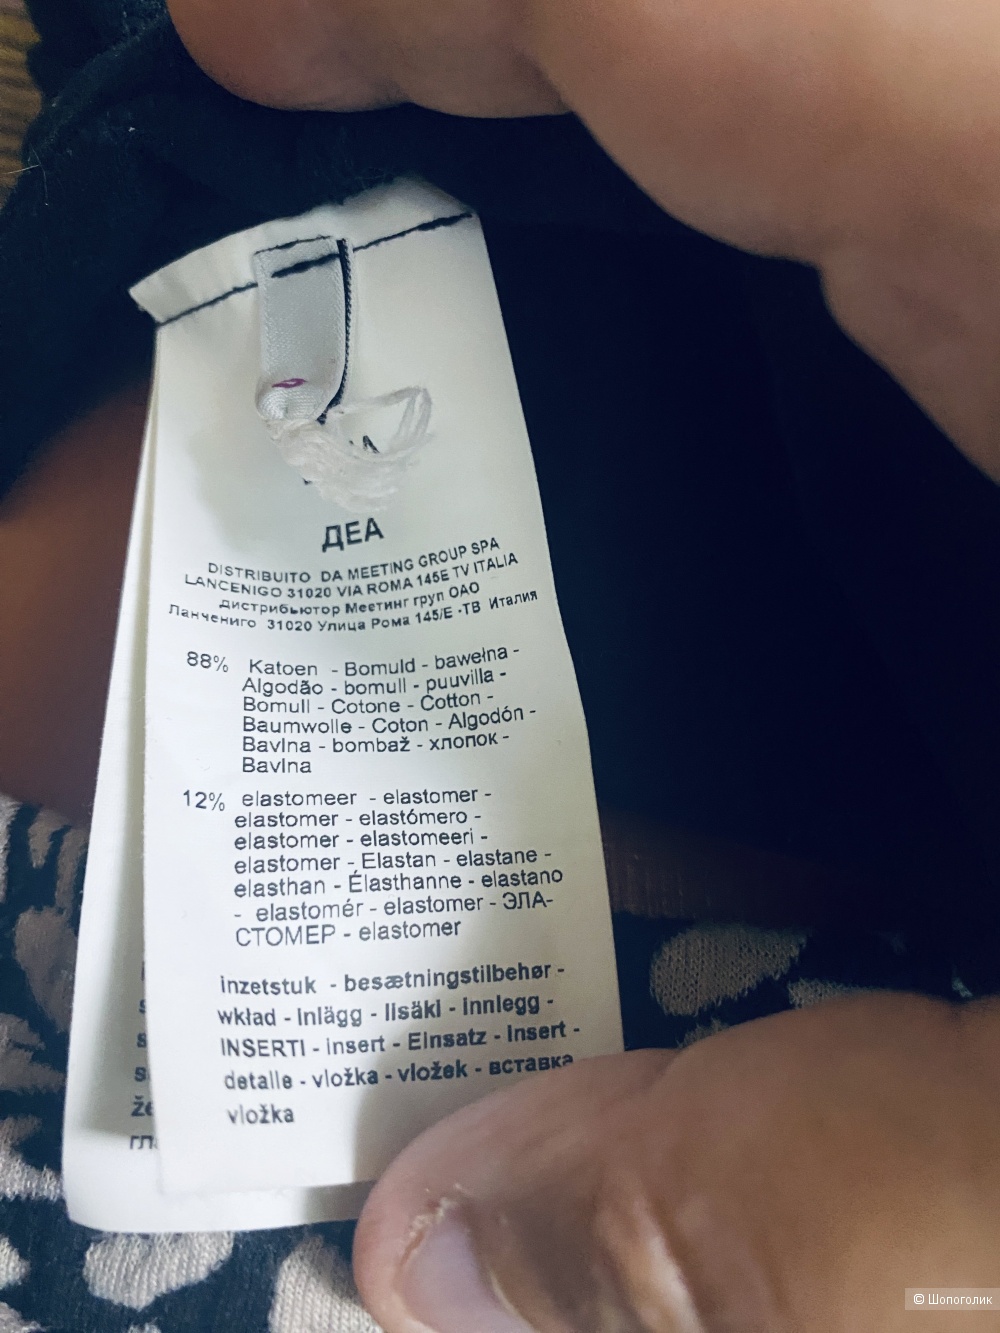 ДЕА
DISTRIBUITO DA MEETING GROUP SPA
LANCENIGO 31020 VIA ROMA 145E TV ITALIA
дистрибьютор Меетинг груп ОАО
Ланчениго 31020 Улица Рома 145/Е -ТВ Италия
88% Katoen - Bomuld - bawełna -
Algodão - bomull - puuvilla -
Bomull - Cotone - Cotton -
Baumwolle - Coton - Algodón -
Bavlna - bombaž - хлопок -
Bavlna
12% elastomeer - elastomer -
elastomer - elastómero -
elastomer - elastomeeri -
elastomer - Elastan - elastane -
elasthan - Élasthanne - elastano
- elastomér - elastomer - ЭЛА-
СТОМЕР - elastomer
inzetstuk - besætningstilbehør -
wkład - inlägg - lisäki - innlegg -
INSERTI - insert - Einsatz - insert -
detalle - vložka - vložek - вставка
vložka
© Шопоголик